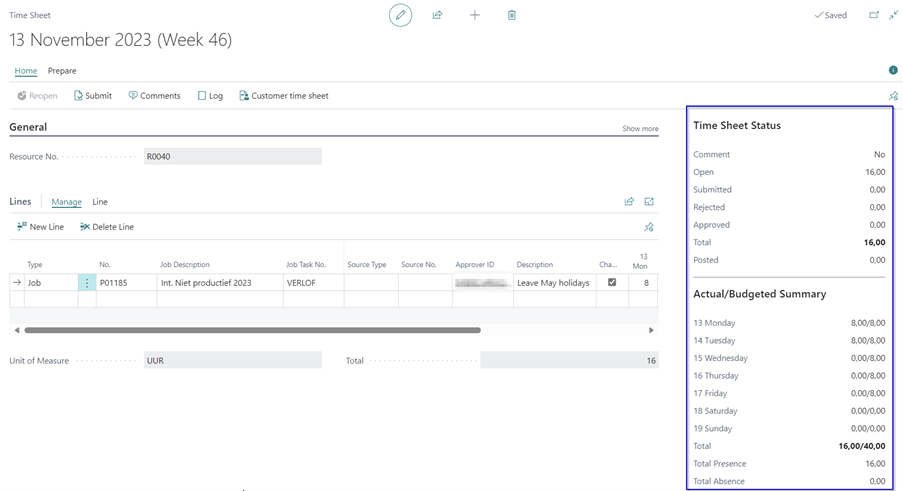 Time Sheet
Saved
13 November 2023 (Week 46)
Home Prepare
Reopen Submit Comments Log Customer time sheet
General
Show more
Resource No. R0040
Lines Manage Line
New Line Delete Line
Type No. Job Description Job Task No. Source Type Source No. Approver ID Description Cha... 13 Mon
Job P01185 Int. Niet productief 2023 VERLOF Leave May holidays 8
Unit of Measure UUR Total 16
Time Sheet Status
Comment No
Open 16,00
Submitted 0,00
Rejected 0,00
Approved 0,00
Total 16,00
Posted 0,00
Actual/Budgeted Summary
13 Monday 8,00/8,00
14 Tuesday 8,00/8,00
15 Wednesday 0,00/8,00
16 Thursday 0,00/8,00
17 Friday 0,00/8,00
18 Saturday 0,00/0,00
19 Sunday 0,00/0,00
Total 16,00/40,00
Total Presence 16,00
Total Absence 0,00